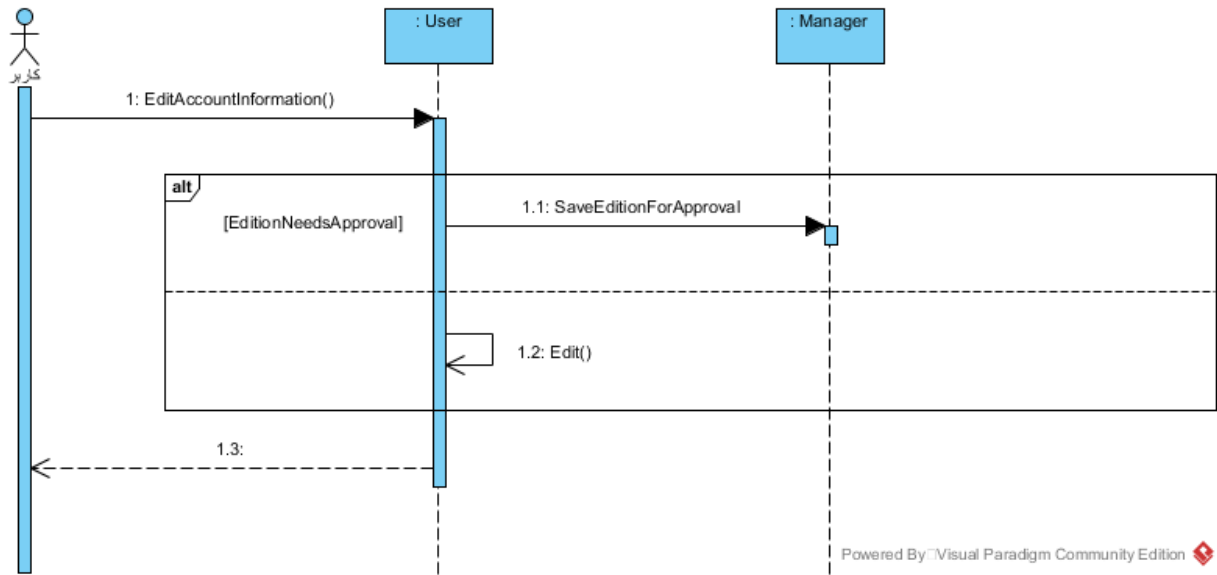 : User
: Manager
کاربر
1: EditAccountInformation()
alt
[EditionNeedsApproval]
1.1: SaveEditionForApproval
1.2: Edit()
1.3:
Powered By Visual Paradigm Community Edition